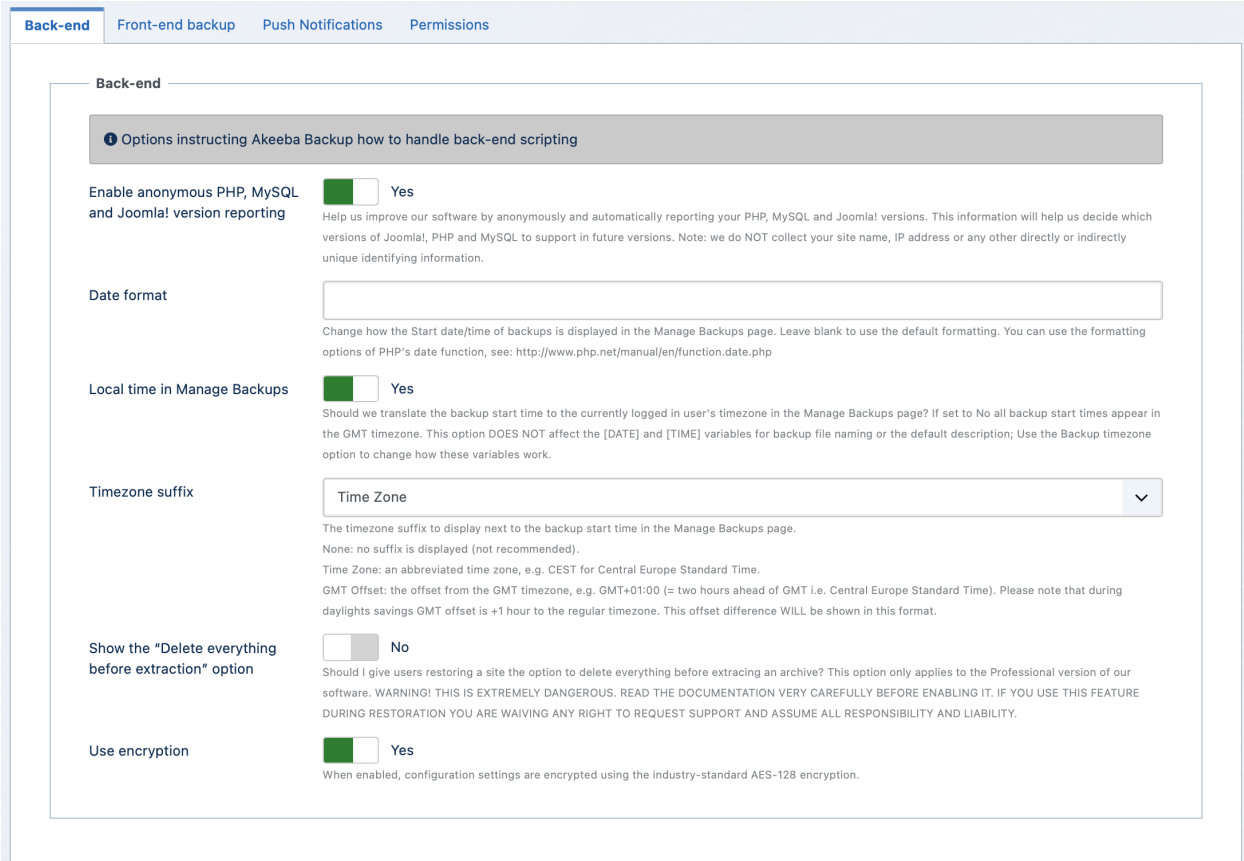 Back-end Front-end backup Push Notifications Permissions
Back-end
Options instructing Akeeba Backup how to handle back-end scripting
Enable anonymous PHP, MySQL
and Joomla! version reporting
Yes
Help us improve our software by anonymously and automatically reporting your PHP, MySQL and Joomla! versions. This information will help us decide which
versions of Joomla!, PHP and MySQL to support in future versions. Note: we do NOT collect your site name, IP address or any other directly or indirectly
unique identifying information.
Date format
Change how the Start date/time of backups is displayed in the Manage Backups page. Leave blank to use the default formatting. You can use the formatting
options of PHP's date function, see: http://www.php.net/manual/en/function.date.php
Local time in Manage Backups
Yes
Should we translate the backup start time to the currently logged in user's timezone in the Manage Backups page? If set to No all backup start times appear in
the GMT timezone. This option DOES NOT affect the [DATE] and [TIME] variables for backup file naming or the default description; Use the Backup timezone
option to change how these variables work.
Timezone suffix
Time Zone
The timezone suffix to display next to the backup start time in the Manage Backups page.
None: no suffix is displayed (not recommended).
Time Zone: an abbreviated time zone, e.g. CEST for Central Europe Standard Time.
GMT Offset: the offset from the GMT timezone, e.g. GMT+01:00 (= two hours ahead of GMT i.e. Central Europe Standard Time). Please note that during
daylights savings GMT offset is +1 hour to the regular timezone. This offset difference WILL be shown in this format.
Show the “Delete everything
before extraction” option
No
Should I give users restoring a site the option to delete everything before extracing an archive? This option only applies to the Professional version of our
software. WARNING! THIS IS EXTREMELY DANGEROUS. READ THE DOCUMENTATION VERY CAREFULLY BEFORE ENABLING IT. IF YOU USE THIS FEATURE
DURING RESTORATION YOU ARE WAIVING ANY RIGHT TO REQUEST SUPPORT AND ASSUME ALL RESPONSIBILITY AND LIABILITY.
Use encryption
Yes
When enabled, configuration settings are encrypted using the industry-standard AES-128 encryption.